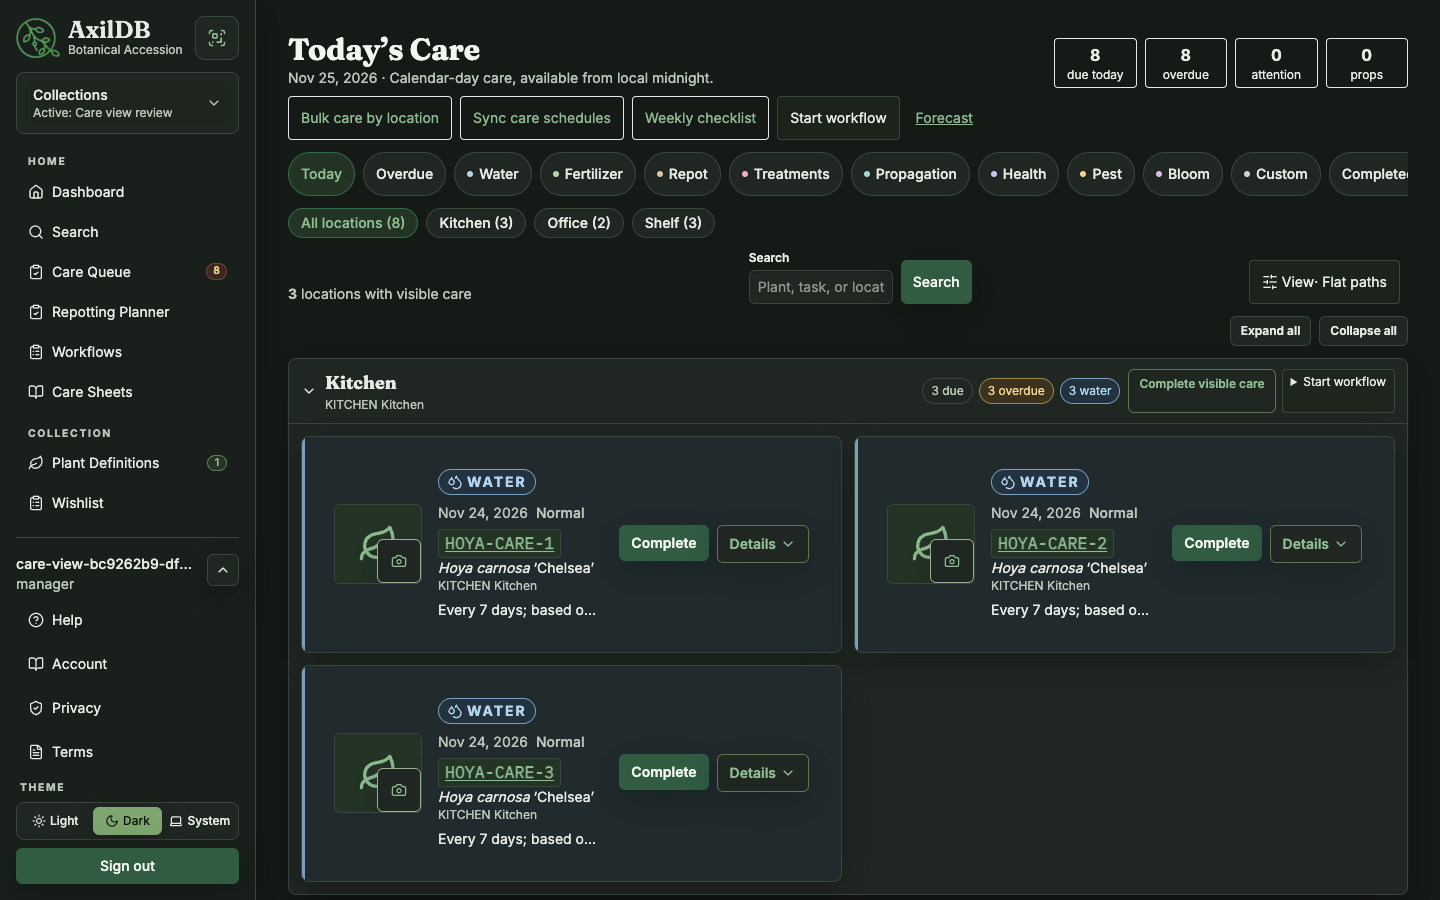 AxilDB
Botanical Accession
Collections
Active: Care view review
HOME
Dashboard
Search
Care Queue 8
Repotting Planner
Workflows
Care Sheets
COLLECTION
Plant Definitions 1
Wishlist
care-view-bc9262b9-df...
manager
Help
Account
Privacy
Terms
THEME
Light Dark System
Sign out
Today’s Care
Nov 25, 2026 · Calendar-day care, available from local midnight.
8 due today
8 overdue
0 attention
0 props
Bulk care by location Sync care schedules Weekly checklist Start workflow Forecast
Today Overdue Water Fertilizer Repot Treatments Propagation Health Pest Bloom Custom
All locations (8) Kitchen (3) Office (2) Shelf (3)
3 locations with visible care
Search
Plant, task, or locat
Search
View· Flat paths
Expand all Collapse all
Kitchen
KITCHEN Kitchen
3 due 3 overdue 3 water Complete visible care Start workflow
WATER
Nov 24, 2026 Normal
HOYA-CARE-1
Hoya carnosa ‘Chelsea’
KITCHEN Kitchen
Every 7 days; based o...
Complete Details
WATER
Nov 24, 2026 Normal
HOYA-CARE-2
Hoya carnosa ‘Chelsea’
KITCHEN Kitchen
Every 7 days; based o...
Complete Details
WATER
Nov 24, 2026 Normal
HOYA-CARE-3
Hoya carnosa ‘Chelsea’
KITCHEN Kitchen
Every 7 days; based o...
Complete Details